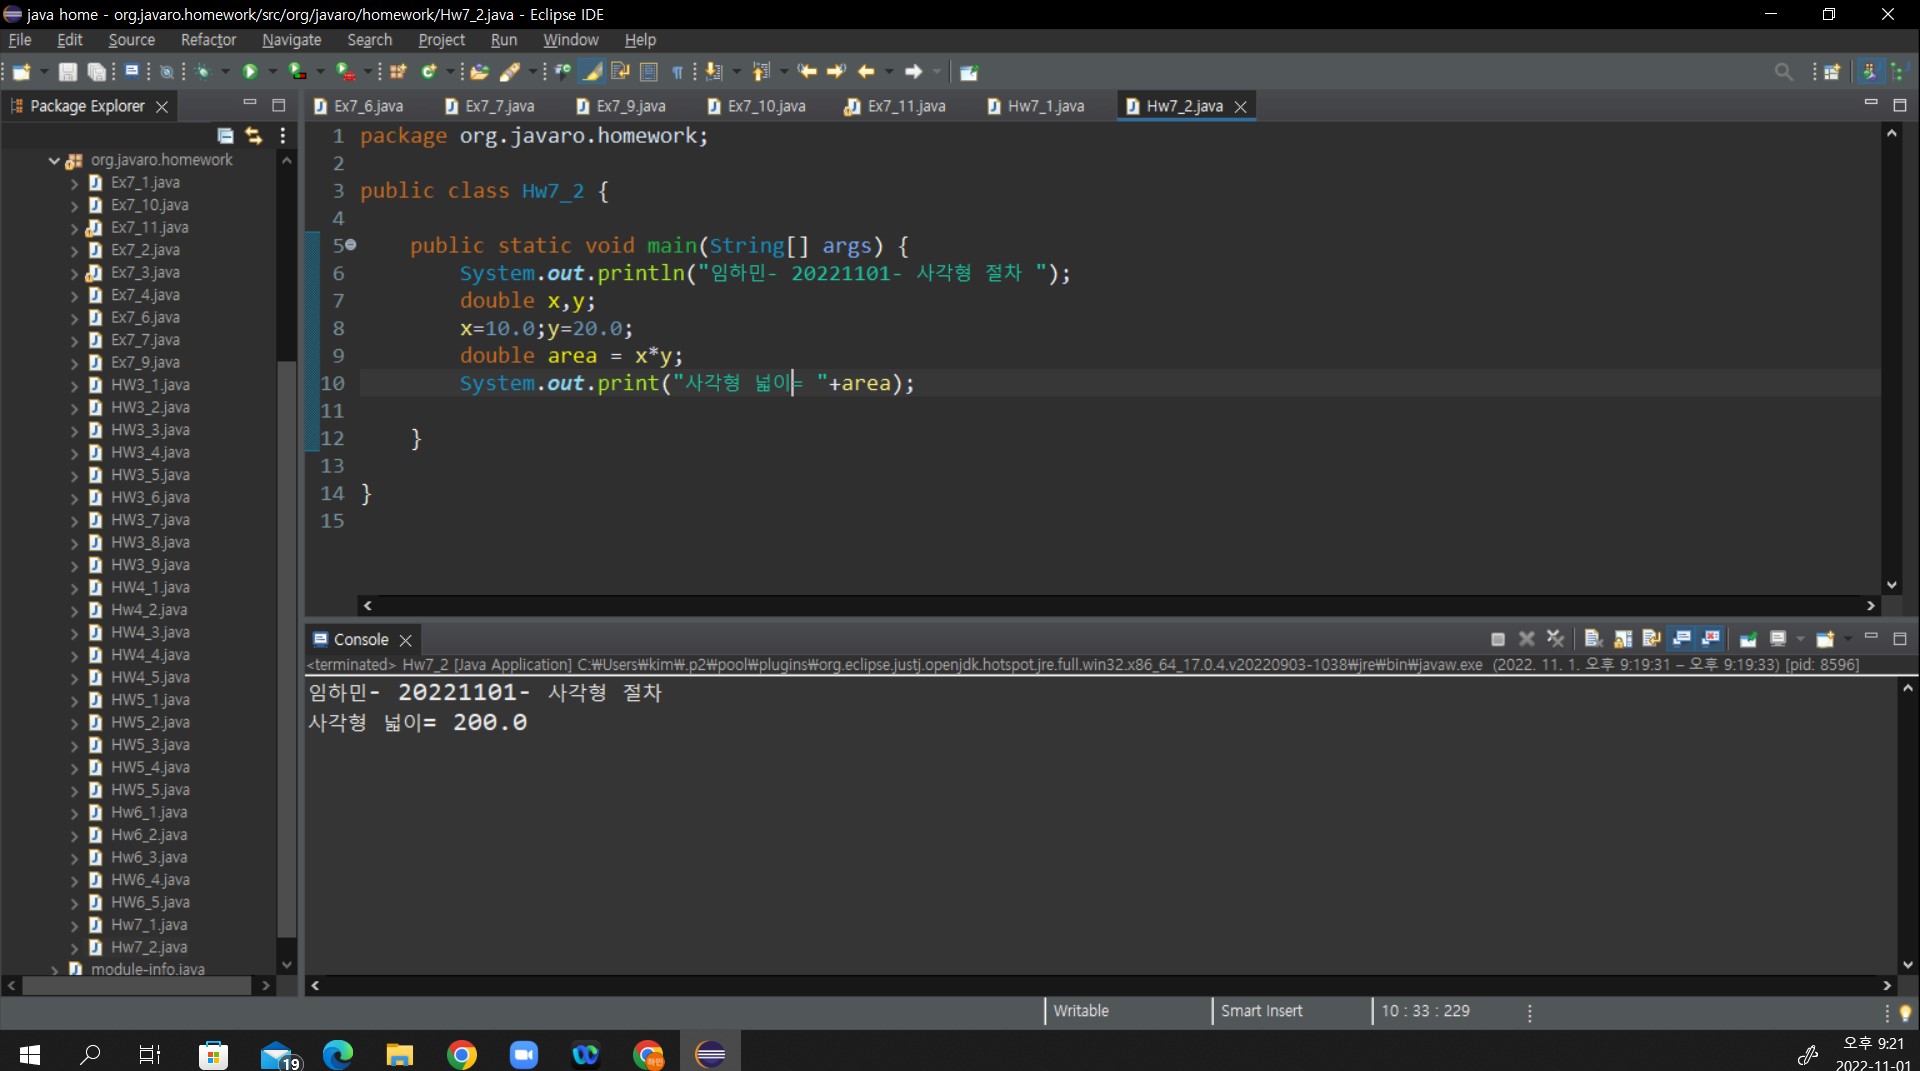 java home - org.javaro.homework/src/org/javaro/homework/Hw7_2.java - Eclipse IDE
File Edit Source Refactor Navigate Search Project Run Window Help
Package Explorer
Ex7_6.java Ex7_7.java Ex7_9.java Ex7_10.java Ex7_11.java Hw7_1.java Hw7_2.java
org.javaro.homework
Ex7_1.java
Ex7_10.java
Ex7_11.java
Ex7_2.java
Ex7_3.java
Ex7_4.java
Ex7_6.java
Ex7_7.java
Ex7_9.java
HW3_1.java
HW3_2.java
HW3_3.java
HW3_4.java
HW3_5.java
HW3_6.java
HW3_7.java
HW3_8.java
HW3_9.java
HW4_1.java
Hw4_2.java
HW4_3.java
HW4_4.java
HW4_5.java
HW5_1.java
HW5_2.java
HW5_3.java
HW5_4.java
HW5_5.java
Hw6_1.java
Hw6_2.java
Hw6_3.java
HW6_4.java
HW6_5.java
Hw7_1.java
Hw7_2.java
module-info.java
1 package org.javaro.homework;
2
3 public class Hw7_2 {
4
5 public static void main(String[] args) {
6 System.out.println("임하민- 20221101- 사각형 절차 ");
7 double x,y;
8 x=10.0;y=20.0;
9 double area = x*y;
10 System.out.print("사각형 넓이= "+area);
11
12 }
13
14 }
15
Console
<terminated> Hw7_2 [Java Application] C:₩Users₩kim₩.p2₩pool₩plugins₩org.eclipse.justj.openjdk.hotspot.jre.full.win32.x86_64_17.0.4.v20220903-1038₩jre₩bin₩javaw.exe (2022. 11. 1. 오후 9:19:31 – 오후 9:19:33) [pid: 8596]
임하민- 20221101- 사각형 절차
사각형 넓이= 200.0
Writable Smart Insert 10 : 33 : 229
19
하민
오후 9:21
2022-11-01